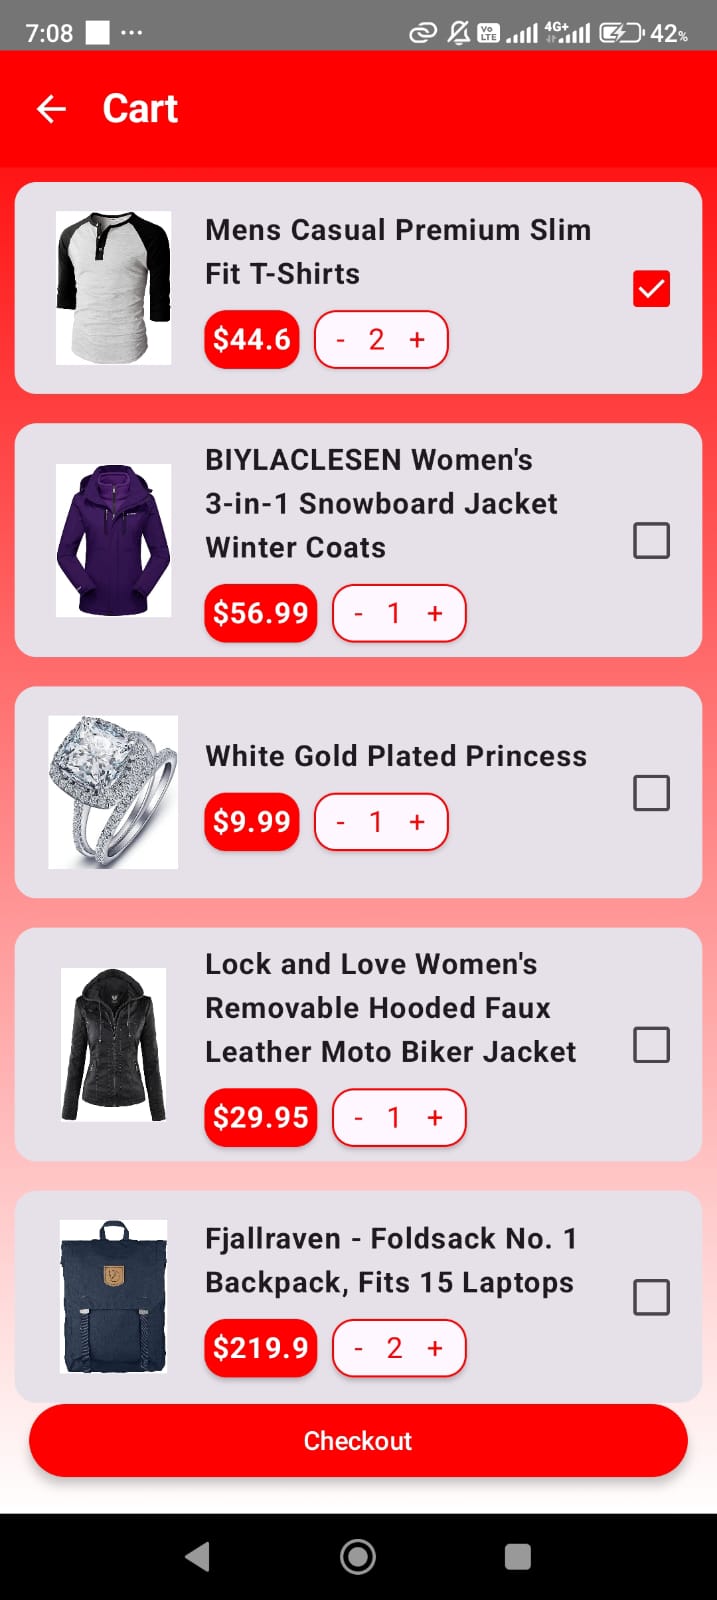 7:08 ... Vo LTE 4G+ 42%
Cart
Mens Casual Premium Slim
Fit T-Shirts
$44.6 - 2 +
BIYLACLESEN Women's
3-in-1 Snowboard Jacket
Winter Coats
$56.99 - 1 +
White Gold Plated Princess
$9.99 - 1 +
Lock and Love Women's
Removable Hooded Faux
Leather Moto Biker Jacket
$29.95 - 1 +
Fjallraven - Foldsack No. 1
Backpack, Fits 15 Laptops
$219.9 - 2 +
Checkout